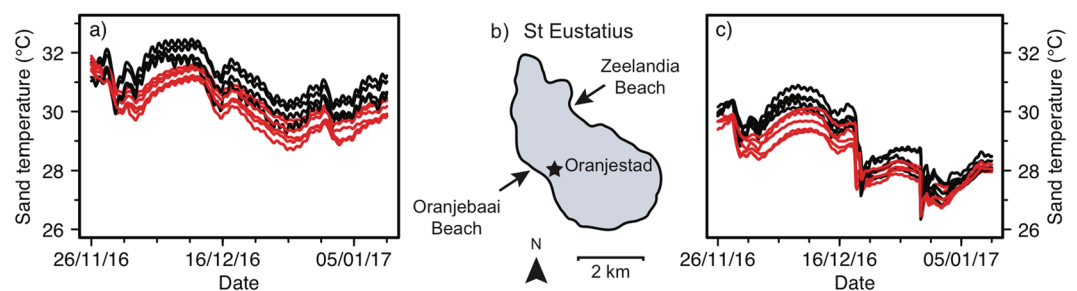 a)
Sand temperature (°C)
32
30
28
26
26/11/16
16/12/16
05/01/17
Date
b)
St Eustatius
Zeelandia
Beach
Oranjestad
Oranjebaai
Beach
N
2 km
c)
32
30
28
26
Sand temperature (°C)
26/11/16
16/12/16
05/01/17
Date